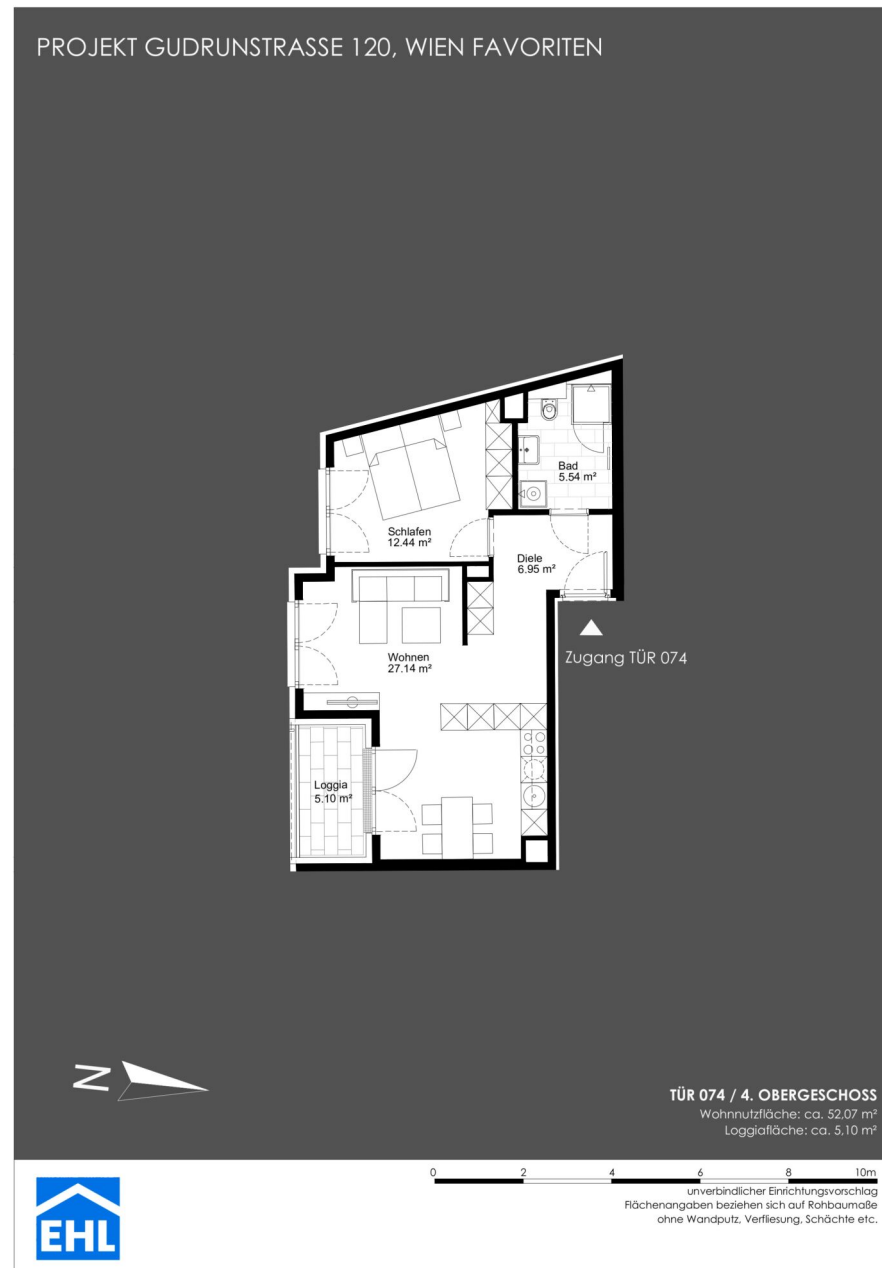 PROJEKT GUDRUNSTRASSE 120, WIEN FAVORITEN
Bad
5.54 m²
Schlafen
12.44 m²
Diele
6.95 m²
Wohnen
27.14 m²
Zugang TÜR 074
Loggia
5.10 m²
N
TÜR 074 / 4. OBERGESCHOSS
Wohnnutzfläche: ca. 52,07 m²
Loggiafläche: ca. 5,10 m²
0 2 4 6 8 10m
unverbindlicher Einrichtungsvorschlag
Flächenangaben beziehen sich auf Rohbaumaße
ohne Wandputz, Verfliesung, Schächte etc.
EHL